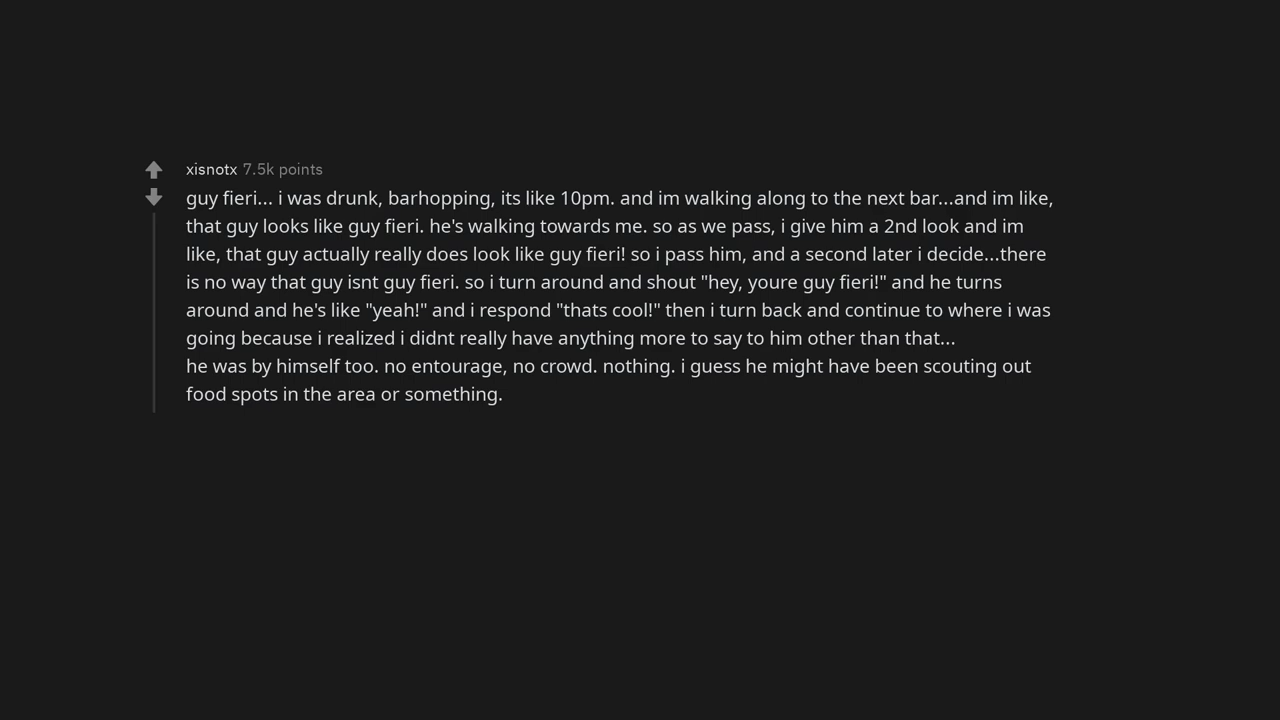 xisnotx 7.5k points
guy fieri... i was drunk, barhopping, its like 10pm. and im walking along to the next bar...and im like,
that guy looks like guy fieri. he's walking towards me. so as we pass, i give him a 2nd look and im
like, that guy actually really does look like guy fieri! so i pass him, and a second later i decide...there
is no way that guy isnt guy fieri. so i turn around and shout "hey, youre guy fieri!" and he turns
around and he's like "yeah!" and i respond "thats cool!" then i turn back and continue to where i was
going because i realized i didnt really have anything more to say to him other than that...
he was by himself too. no entourage, no crowd. nothing. i guess he might have been scouting out
food spots in the area or something.